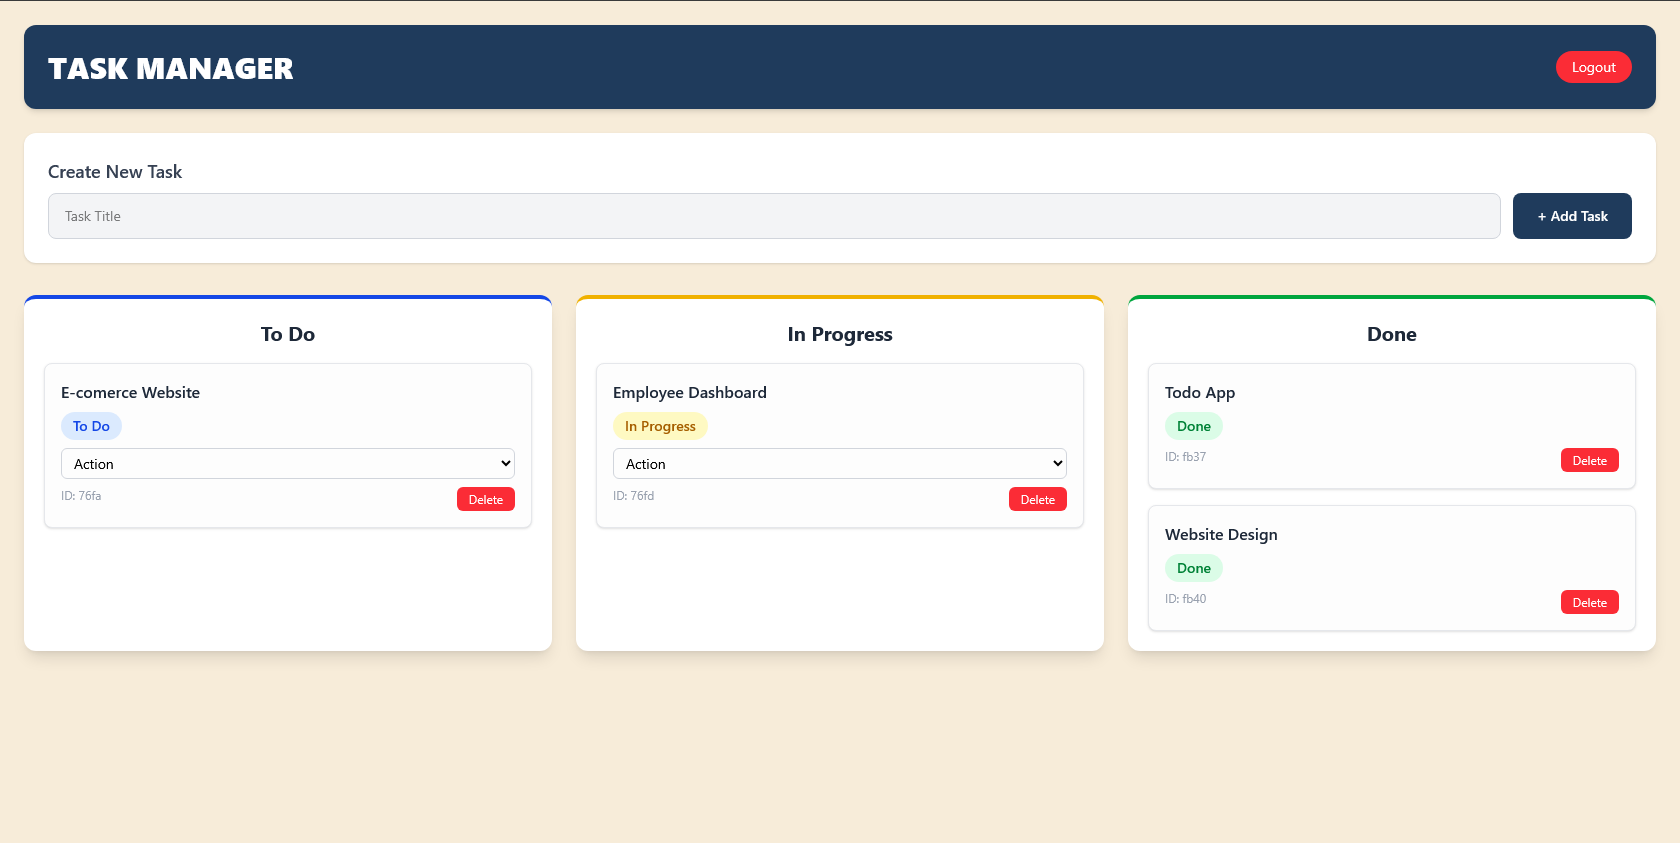 TASK MANAGER
Logout
Create New Task
Task Title
+ Add Task
To Do
E-comerce Website
To Do
Action
ID: 76fa
Delete
In Progress
Employee Dashboard
In Progress
Action
ID: 76fd
Delete
Done
Todo App
Done
ID: fb37
Delete
Website Design
Done
ID: fb40
Delete